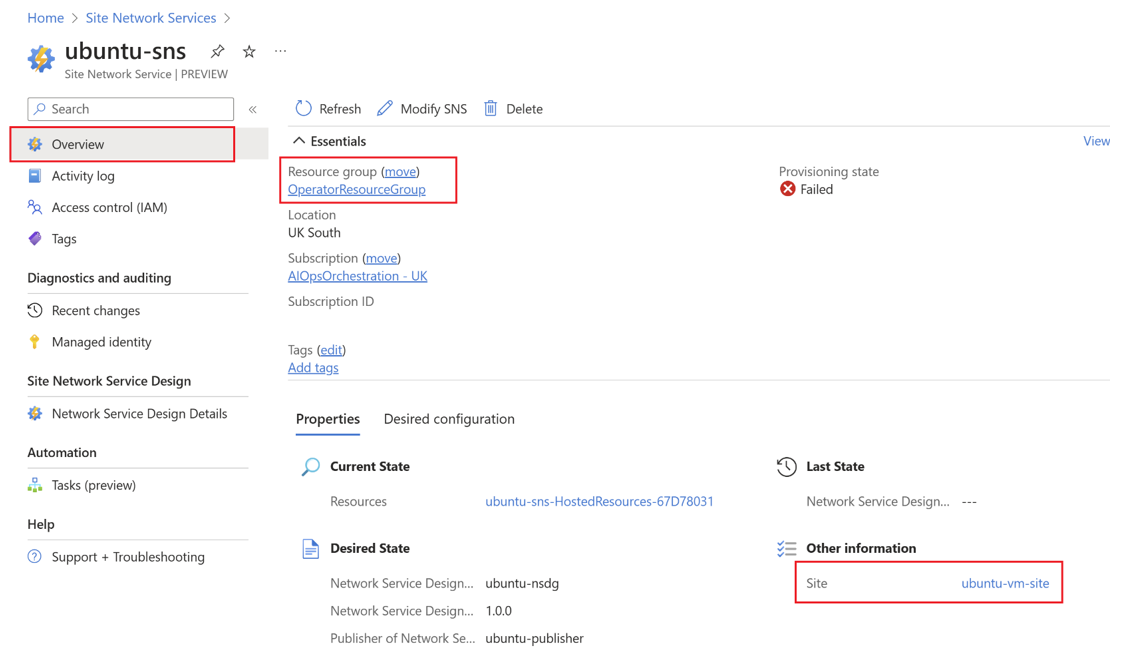 Home > Site Network Services >
ubuntu-sns ...
Site Network Service | PREVIEW
Search «
Overview
Activity log
Access control (IAM)
Tags
Diagnostics and auditing
Recent changes
Managed identity
Site Network Service Design
Network Service Design Details
Automation
Tasks (preview)
Help
Support + Troubleshooting
Refresh Modify SNS Delete
Essentials View
Resource group (move)
OperatorResourceGroup
Location
UK South
Subscription (move)
AIOpsOrchestration - UK
Subscription ID
Tags (edit)
Add tags
Provisioning state
Failed
Properties Desired configuration
Current State
Resources ubuntu-sns-HostedResources-67D78031
Desired State
Network Service Design... ubuntu-nsdg
Network Service Design... 1.0.0
Publisher of Network Se... ubuntu-publisher
Last State
Network Service Design... ---
Other information
Site ubuntu-vm-site